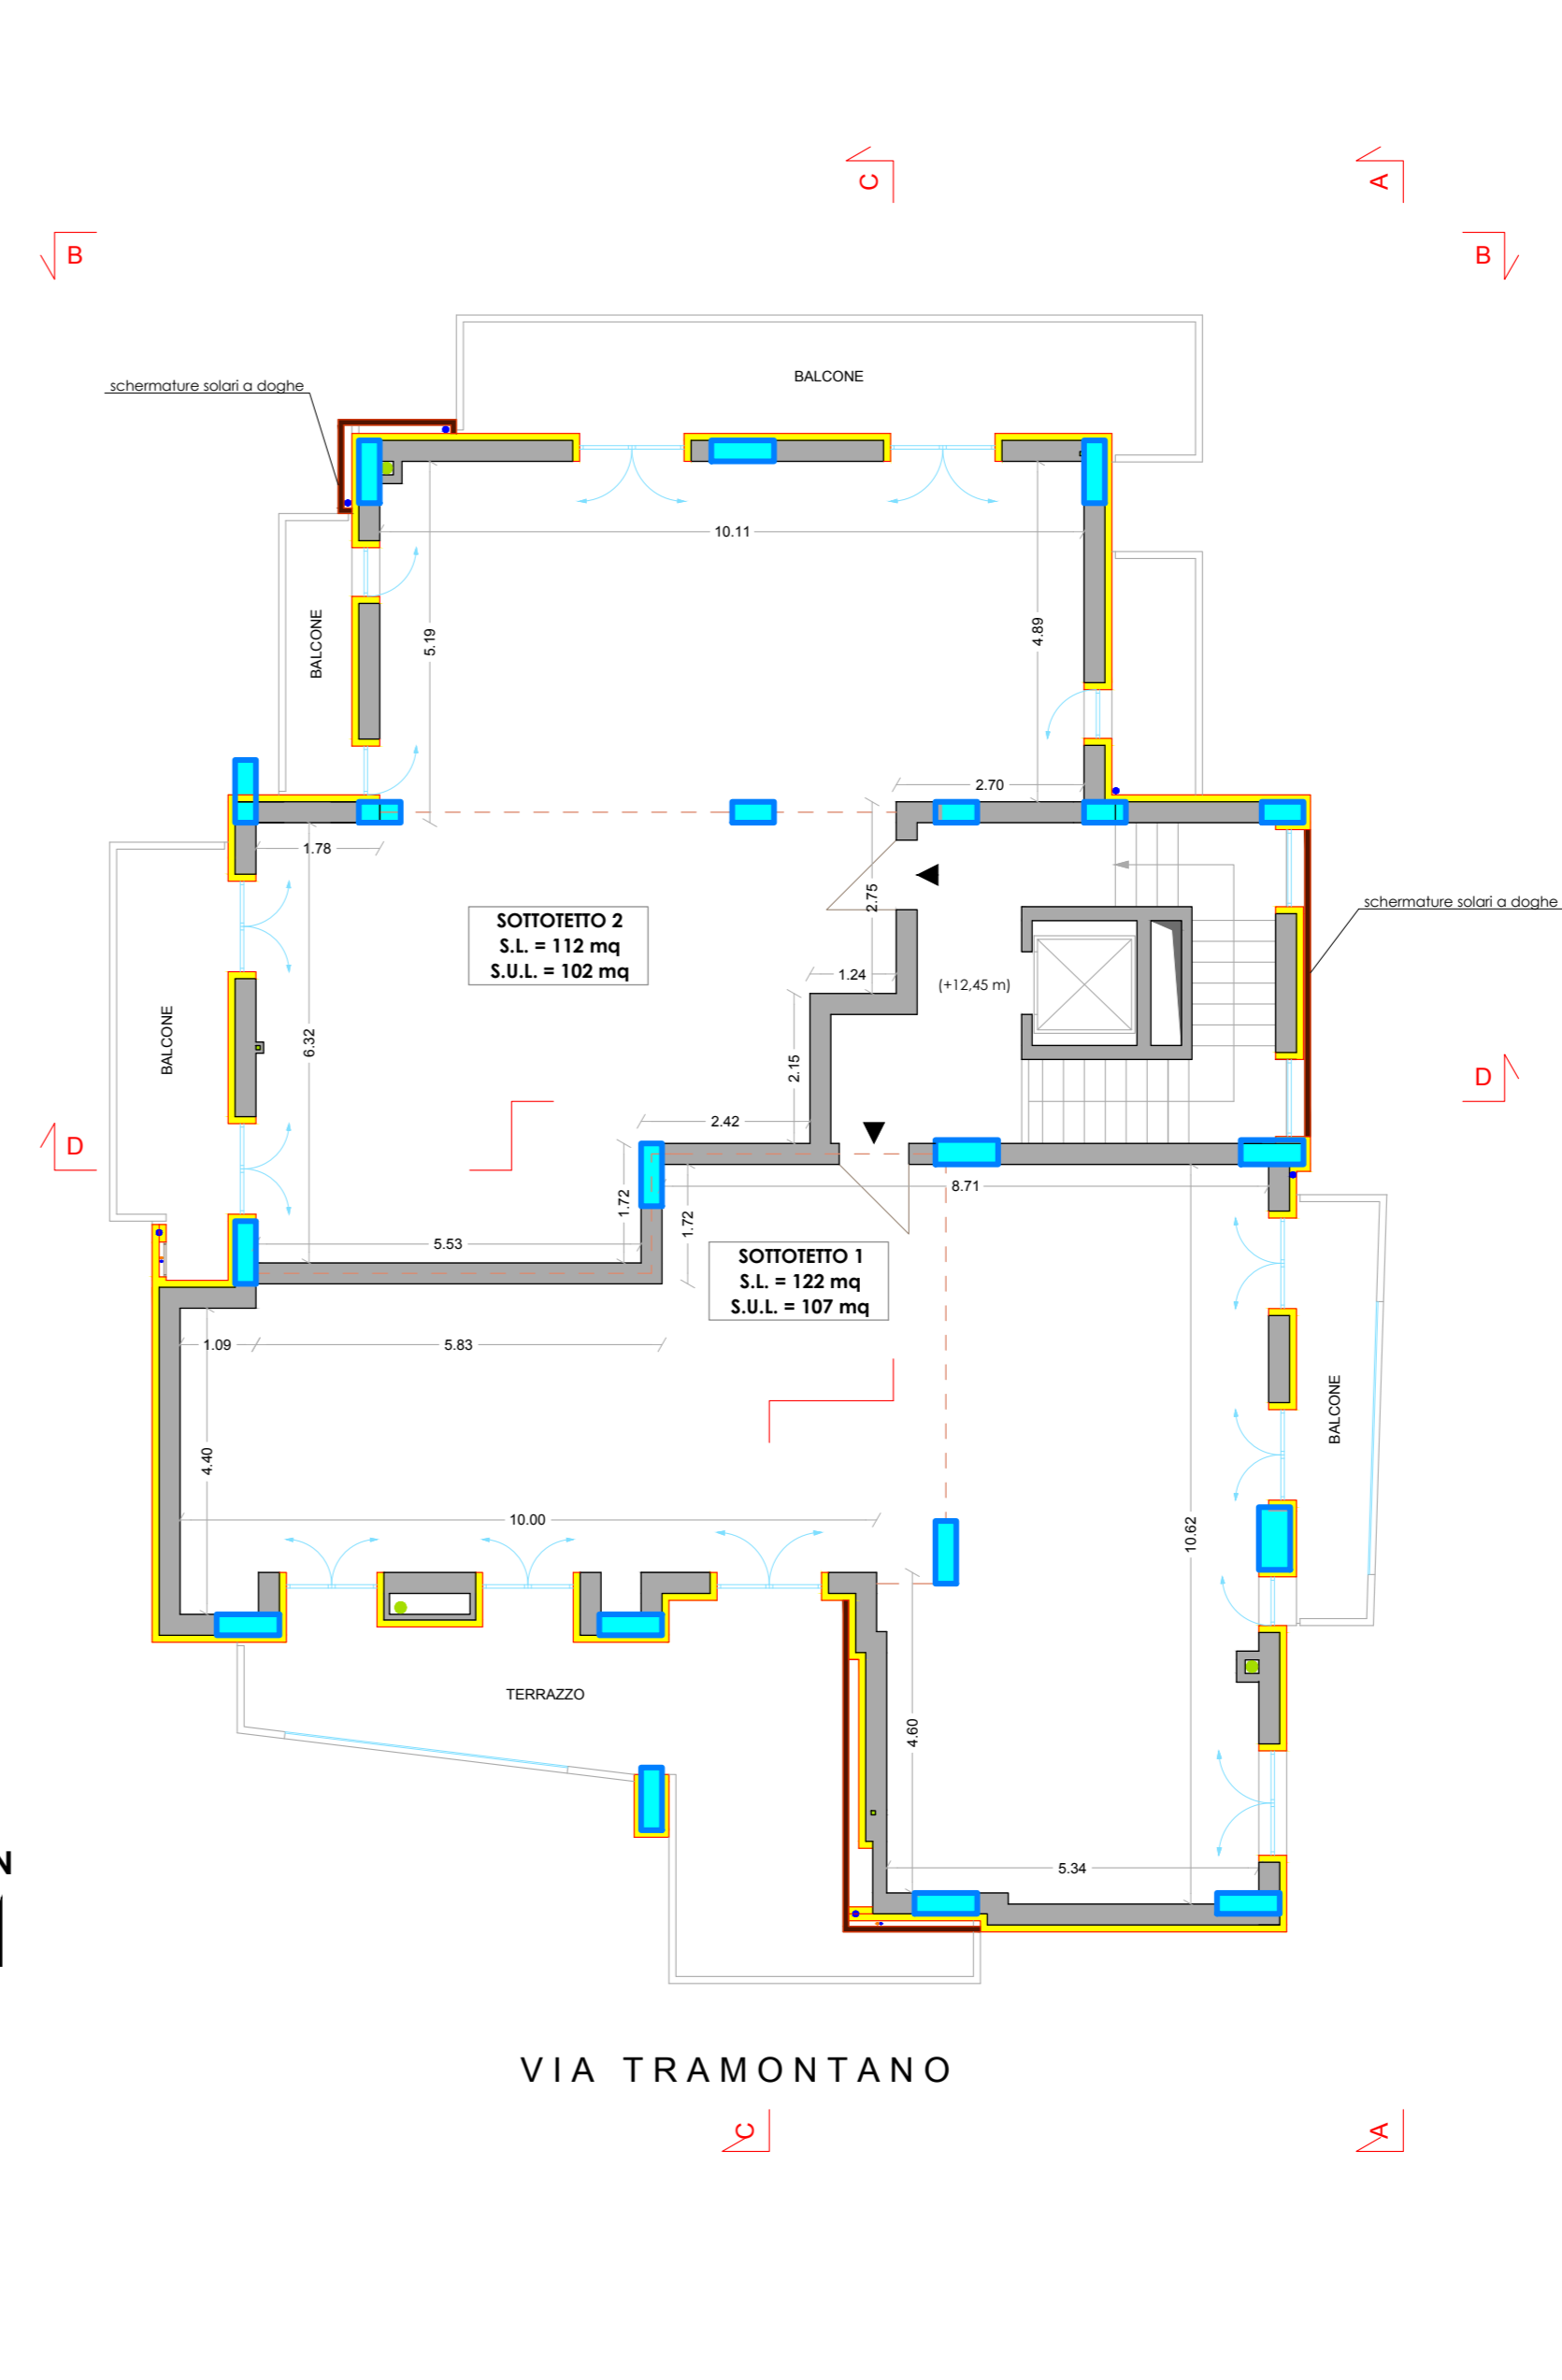 C
A
B
B
BALCONE
schermature solari a doghe
10.11
BALCONE
5.19
4.89
2.70
1.78
2.75
schermature solari a doghe
SOTTOTETTO 2
S.L. = 112 mq
S.U.L. = 102 mq
1.24
(+12,45 m)
BALCONE
6.32
2.15
D
2.42
D
8.71
1.72
1.72
5.53
SOTTOTETTO 1
S.L. = 122 mq
S.U.L. = 107 mq
1.09
5.83
BALCONE
4.40
10.00
10.62
TERRAZZO
4.60
N
5.34
VIA TRAMONTANO
C
A